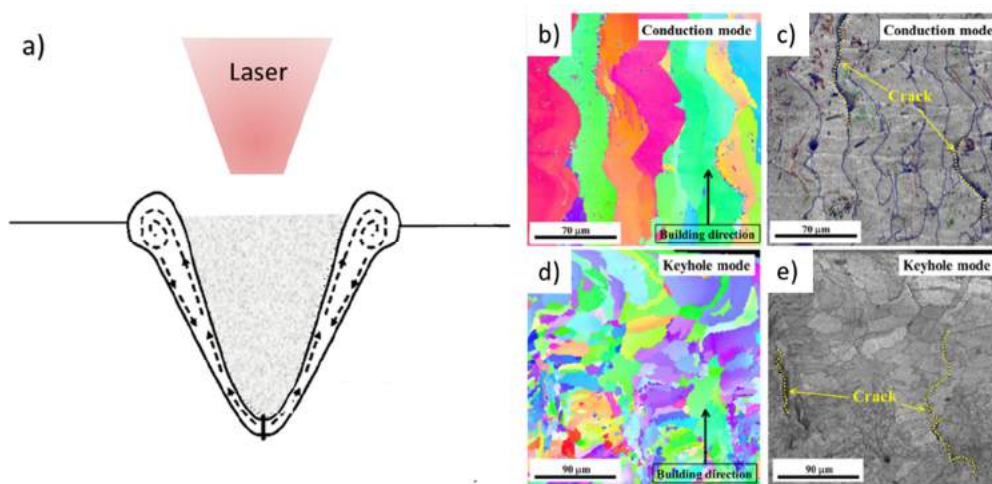 a)
Laser
b)
Conduction mode
70 µm
Building direction
c)
Conduction mode
Crack
70 µm
d)
Keyhole mode
90 µm
Building direction
e)
Keyhole mode
Crack
90 µm